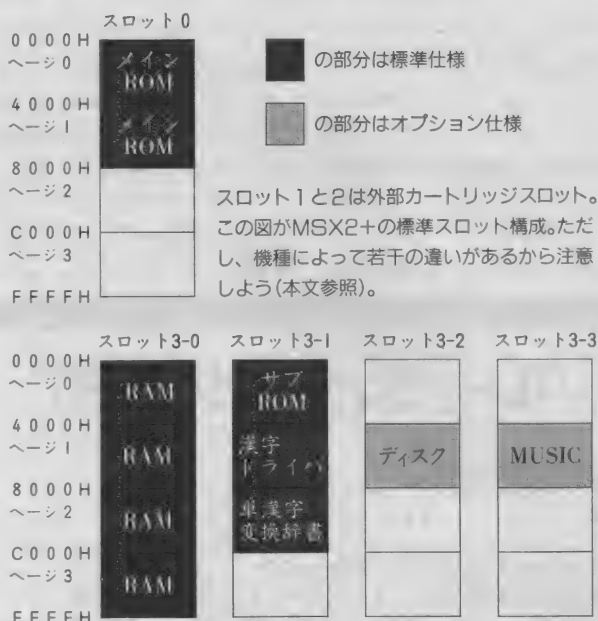 スロット0
0000H
ページ0
メイン
ROM
4000H
ページ1
メイン
ROM
8000H
ページ2
C000H
ページ3
FFFFH
の部分は標準仕様
の部分はオプション仕様
スロット1と2は外部カートリッジスロット。
この図がMSX2+の標準スロット構成。ただ
し、機種によって若干の違いがあるから注意
しよう(本文参照)。
スロット3-0
スロット3-1
スロット3-2
スロット3-3
0000H
ページ0
RAM
サブ
ROM
4000H
ページ1
RAM
漢字
ドライバ
ディスク
MUSIC
8000H
ページ2
RAM
単漢字
変換辞書
C000H
ページ3
RAM
FFFFH